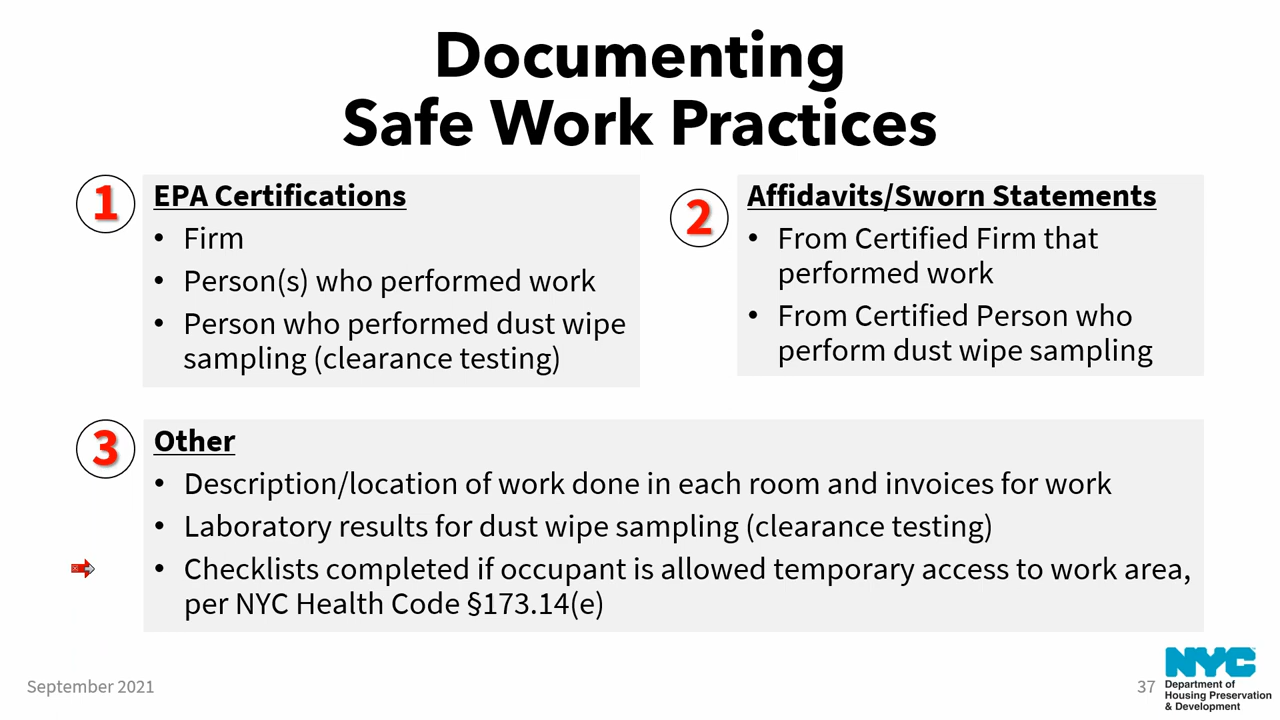 Documenting
Safe Work Practices
1
EPA Certifications
• Firm
• Person(s) who performed work
• Person who performed dust wipe
sampling (clearance testing)
2
Affidavits/Sworn Statements
• From Certified Firm that
performed work
• From Certified Person who
perform dust wipe sampling
3
Other
• Description/location of work done in each room and invoices for work
• Laboratory results for dust wipe sampling (clearance testing)
• Checklists completed if occupant is allowed temporary access to work area,
per NYC Health Code §173.14(e)
September 2021
37
NYC
Department of
Housing Preservation
& Development